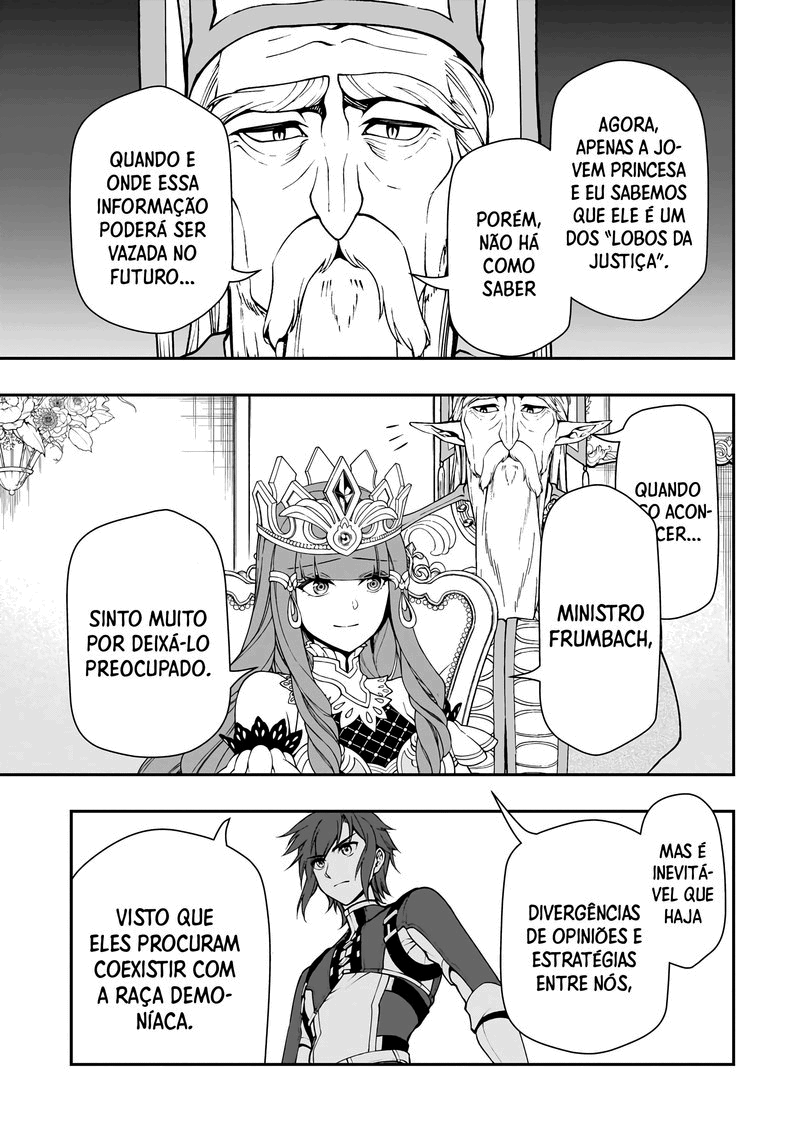 AGORA,
APENAS A JO-
VEM PRINCESA
E EU SABEMOS
QUE ELE É UM
DOS “LOBOS DA
JUSTIÇA”.
PORÉM,
NÃO HÁ
COMO
SABER
QUANDO E
ONDE ESSA
INFORMAÇÃO
PODERÁ SER
VAZADA NO
FUTURO...
QUANDO
ACON-
CER...
MINISTRO
FRUMBACH,
SINTO MUITO
POR DEIXÁ-LO
PREOCUPADO.
MAS É
INEVITÁ-
VEL QUE
HAJA
DIVERGÊNCIAS
DE OPINIÕES E
ESTRATÉGIAS
ENTRE NÓS,
VISTO QUE
ELES PROCURAM
COEXISTIR COM
A RAÇA DEMO-
NÍACA.